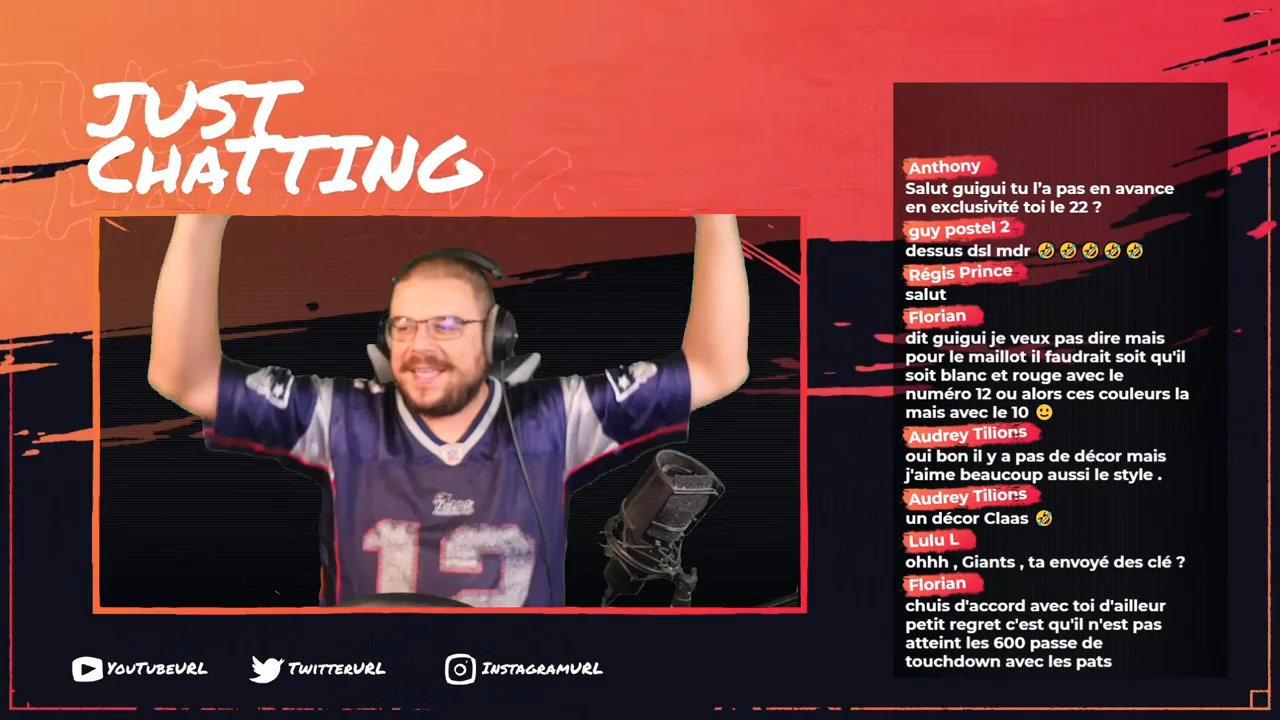 JUST
CHATTING
12
YouTubeURL
TwitterURL
InstagramURL
Anthony
Salut guigui tu l'a pas en avance
en exclusivité toi le 22 ?
guy postel 2
dessus dsl mdr 🤣🤣🤣🤣🤣
Régis Prince
salut
Florian
dit guigui je veux pas dire mais
pour le maillot il faudrait soit qu'il
soit blanc et rouge avec le
numéro 12 ou alors ces couleurs la
mais avec le 10 🙂
Audrey Tilions
oui bon il y a pas de décor mais
j'aime beaucoup aussi le style .
Audrey Tilions
un décor Claas 🤣
Lulu L
ohhh , Giants , ta envoyé des clé ?
Florian
chuis d'accord avec toi d'ailleur
petit regret c'est qu'il n'est pas
atteint les 600 passe de
touchdown avec les pats